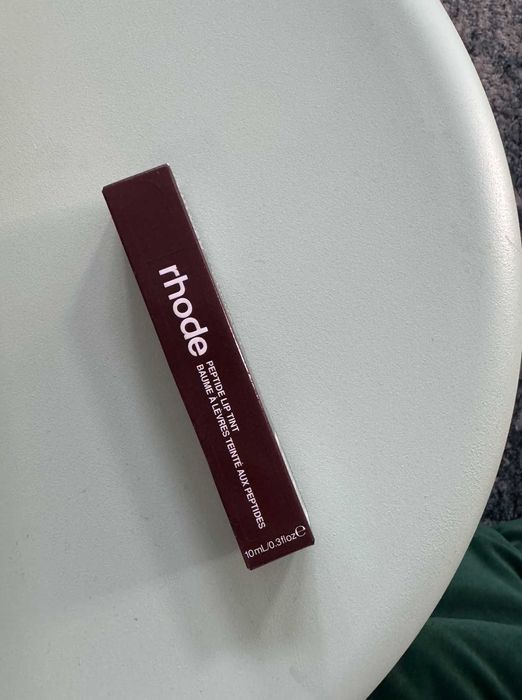 rhode
PEPTIDE LIP TINT
BAUME À LÈVRES TEINTÉ AUX PEPTIDES
10mL/0.3floz℮